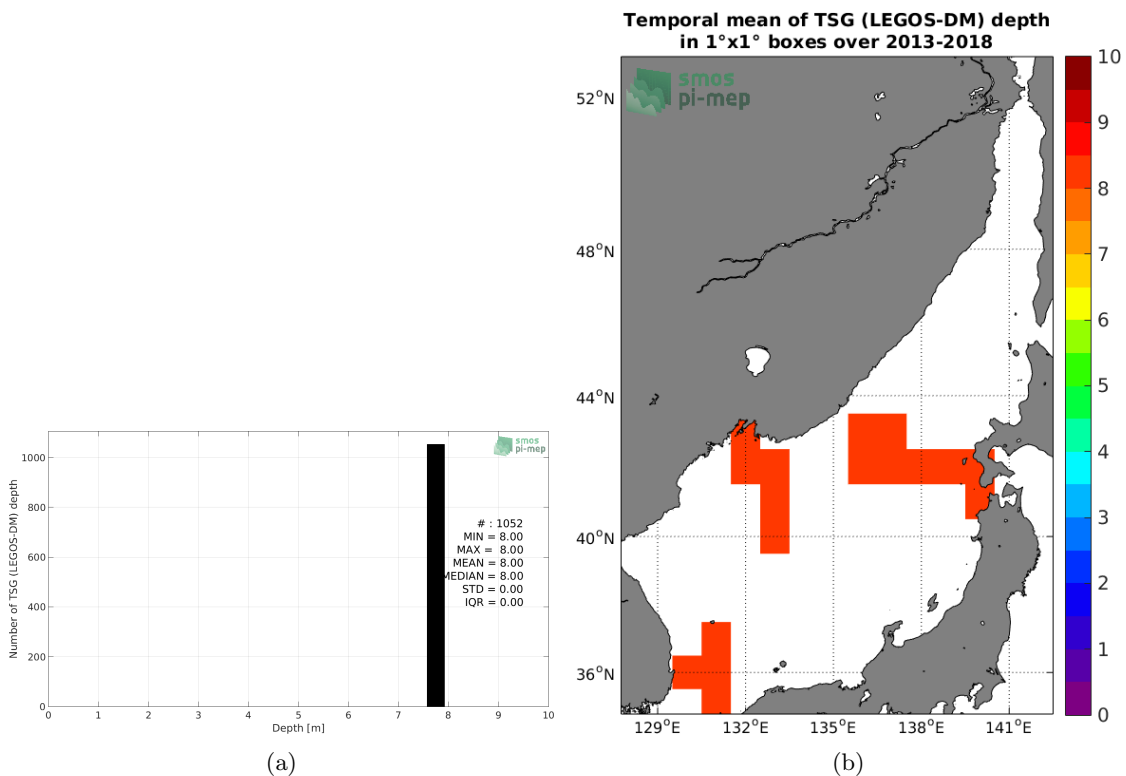 smos
pi-mep
1000
800
600
400
200
0
Number of TSG (LEGOS-DM) depth
# : 1052
MIN = 8.00
MAX = 8.00
MEAN = 8.00
MEDIAN = 8.00
STD = 0.00
IQR = 0.00
0 1 2 3 4 5 6 7 8 9 10
Depth [m]
(a)
Temporal mean of TSG (LEGOS-DM) depth
in 1°x1° boxes over 2013-2018
smos
pi-mep
52°N
48°N
44°N
40°N
36°N
129°E 132°E 135°E 138°E 141°E
10
9
8
7
6
5
4
3
2
1
0
(b)